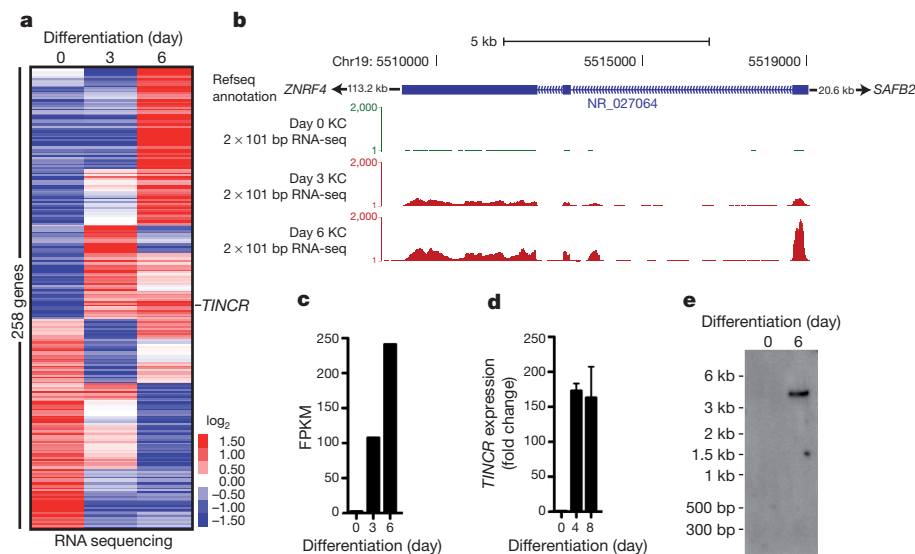 a
Differentiation (day)
0 3 6
258 genes
TINCR
log2
1.50
1.00
0.50
0.00
−0.50
−1.00
−1.50
RNA sequencing
b
5 kb
Chr19: 5510000 5515000 5519000
Refseq annotation
ZNRF4 113.2 kb 20.6 kb SAFB2
NR_027064
Day 0 KC
2 × 101 bp RNA-seq
2,000
1
Day 3 KC
2 × 101 bp RNA-seq
2,000
1
Day 6 KC
2 × 101 bp RNA-seq
2,000
1
c
FPKM
250
200
150
100
50
0
0 3 6
Differentiation (day)
d
TINCR expression
(fold change)
250
200
150
100
50
0
0 4 8
Differentiation (day)
e
Differentiation (day)
0 6
6 kb
3 kb
2 kb
1.5 kb
1 kb
500 bp
300 bp